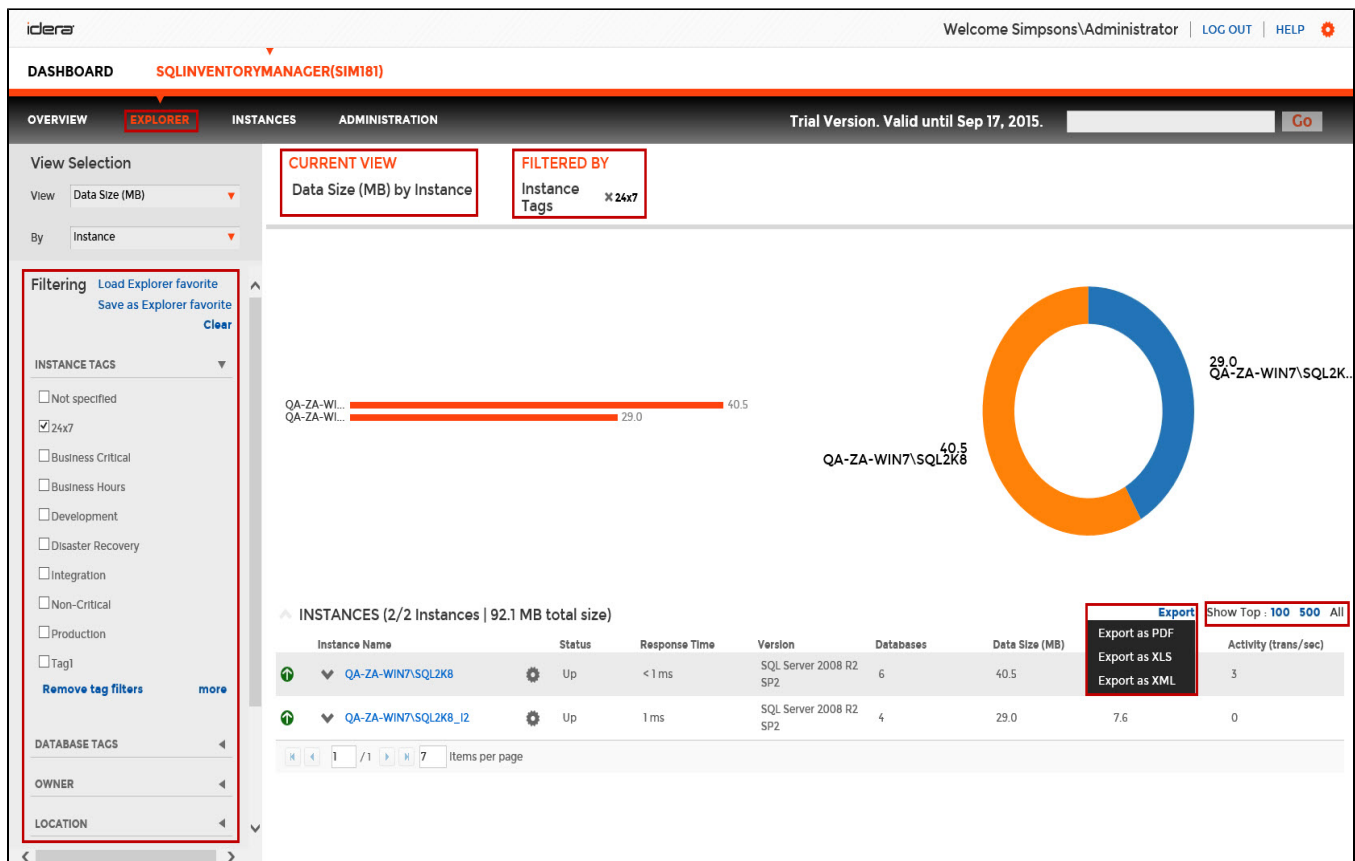 idera
Welcome Simpsons\Administrator | LOG OUT | HELP
DASHBOARD SQLINVENTORYMANAGER(SIM181)
OVERVIEW EXPLORER INSTANCES ADMINISTRATION Trial Version. Valid until Sep 17, 2015. Go
View Selection
View Data Size (MB)
By Instance
CURRENT VIEW
Data Size (MB) by Instance
FILTERED BY
Instance Tags
24x7
Filtering Load Explorer favorite
Save as Explorer favorite
Clear
INSTANCE TAGS
Not specified
24x7
Business Critical
Business Hours
Development
Disaster Recovery
Integration
Non-Critical
Production
Tag1
Remove tag filters more
DATABASE TAGS
OWNER
LOCATION
QA-ZA-WI... 40.5
QA-ZA-WI... 29.0
29.0
QA-ZA-WIN7\SQL2K..
40.5
QA-ZA-WIN7\SQL2K8
INSTANCES (2/2 Instances | 92.1 MB total size) Export Show Top : 100 500 All
Export as PDF
Export as XLS
Export as XML
Instance Name Status Response Time Version Databases Data Size (MB) Activity (trans/sec)
QA-ZA-WIN7\SQL2K8 Up < 1 ms SQL Server 2008 R2 SP2 6 40.5 3
QA-ZA-WIN7\SQL2K8_I2 Up 1 ms SQL Server 2008 R2 SP2 4 29.0 7.6 0
1 / 1 7 Items per page